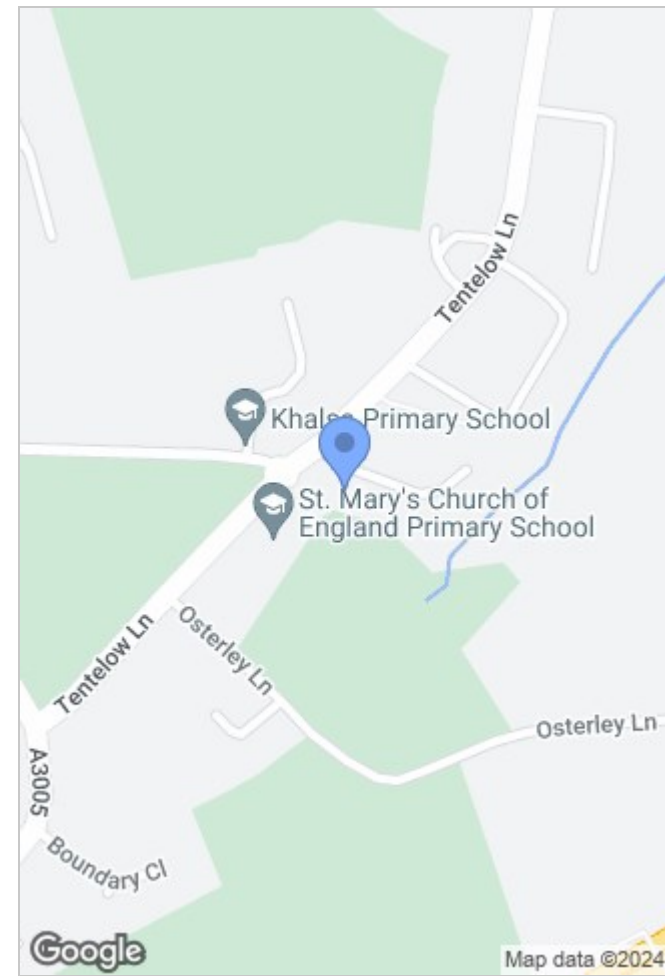 Tentelow Ln
Khalsa Primary School
St. Mary's Church of
England Primary School
Osterley Ln
Tentelow Ln
Osterley Ln
A3005
Boundary Cl
Google
Map data ©2024